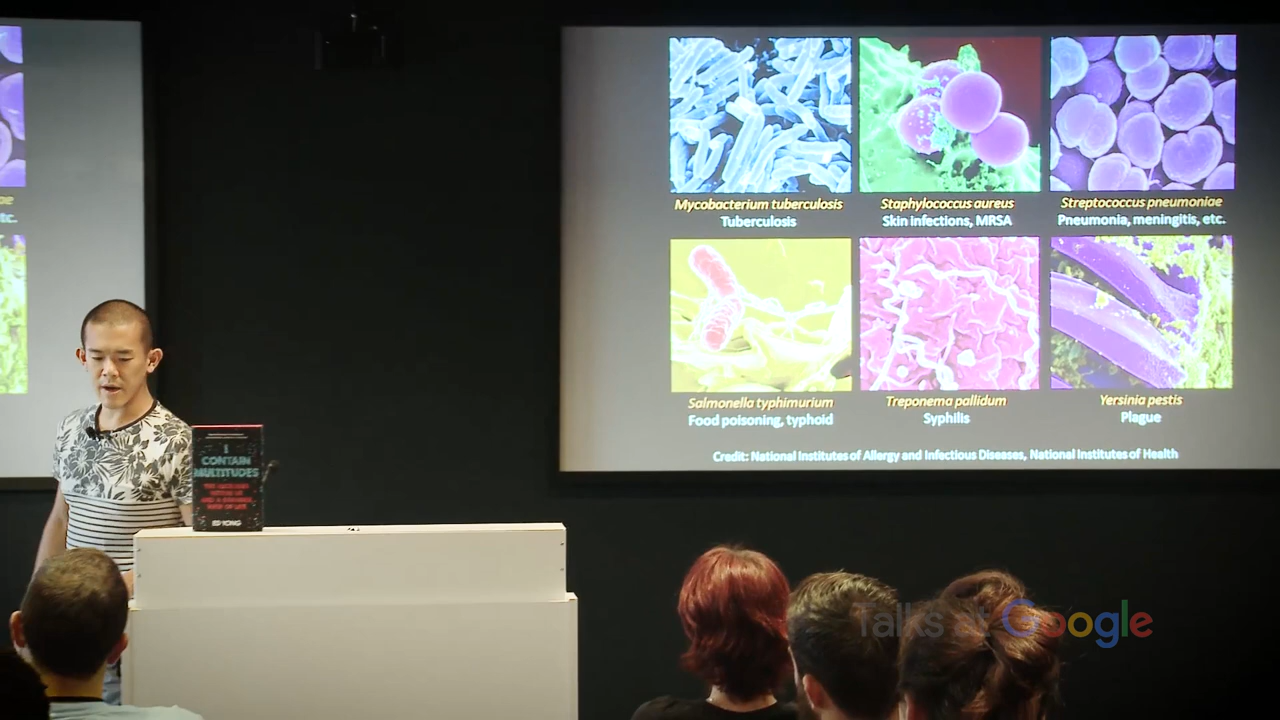 Mycobacterium tuberculosis
Tuberculosis
Staphylococcus aureus
Skin infections, MRSA
Streptococcus pneumoniae
Pneumonia, meningitis, etc.
Salmonella typhimurium
Food poisoning, typhoid
Treponema pallidum
Syphilis
Yersinia pestis
Plague
Credit: National Institutes of Allergy and Infectious Diseases, National Institutes of Health
ae
tc.
I
CONTAIN
MULTITUDES
ED YONG
Talks at Google